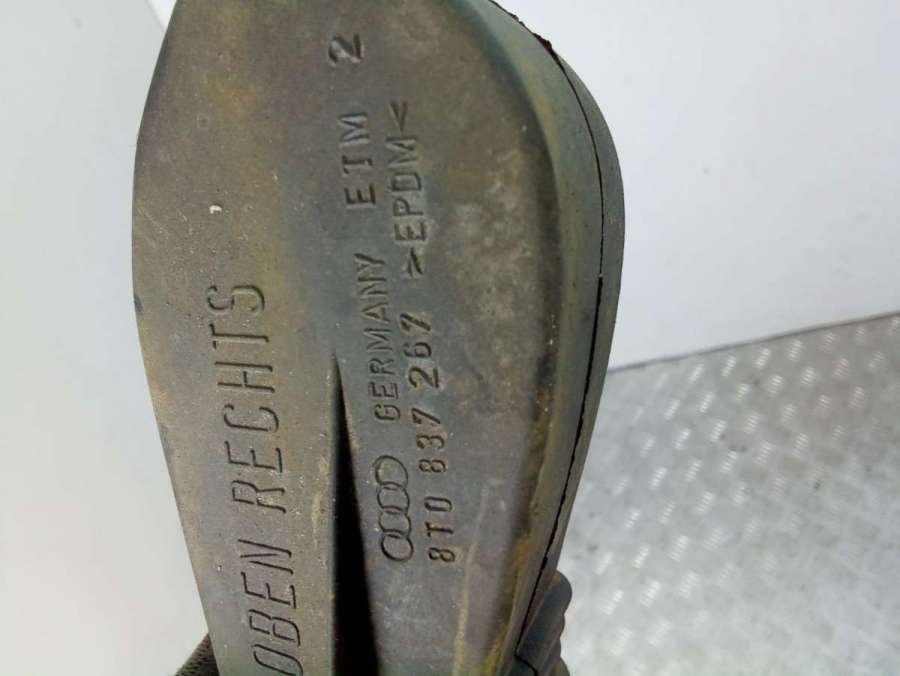 OBEN RECHTS
GERMANY ETM 2
8T0 837 267 >EPDM<